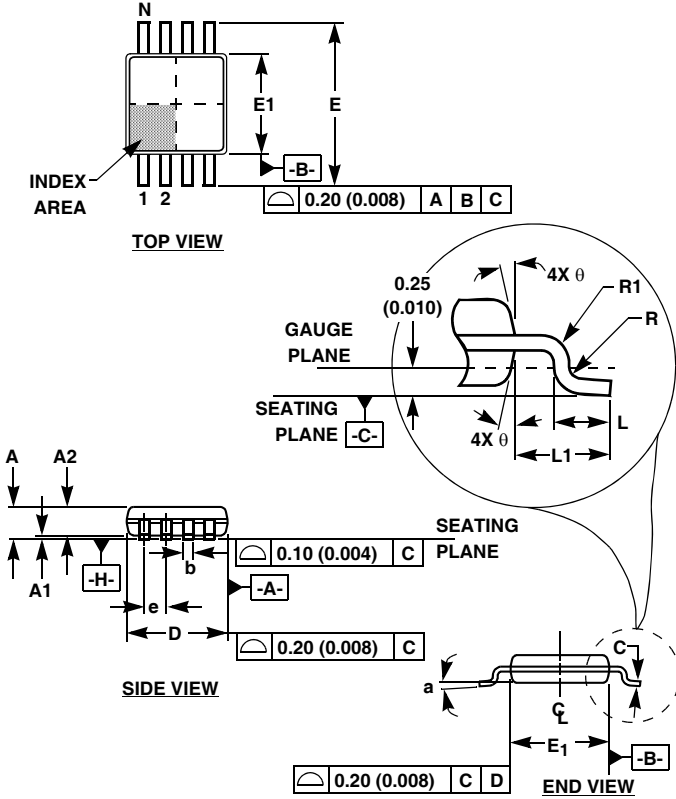 N
E1
E
-B-
INDEX
AREA
1 2
0.20 (0.008) A B C
TOP VIEW
0.25
(0.010)
4X θ
R1
R
GAUGE
PLANE
SEATING
PLANE -C-
4X θ
L
L1
A A2
SEATING
PLANE
A1
-H-
b
0.10 (0.004) C
-A-
e
D
0.20 (0.008) C
SIDE VIEW
C
a
CL
E1
-B-
0.20 (0.008) C D
END VIEW